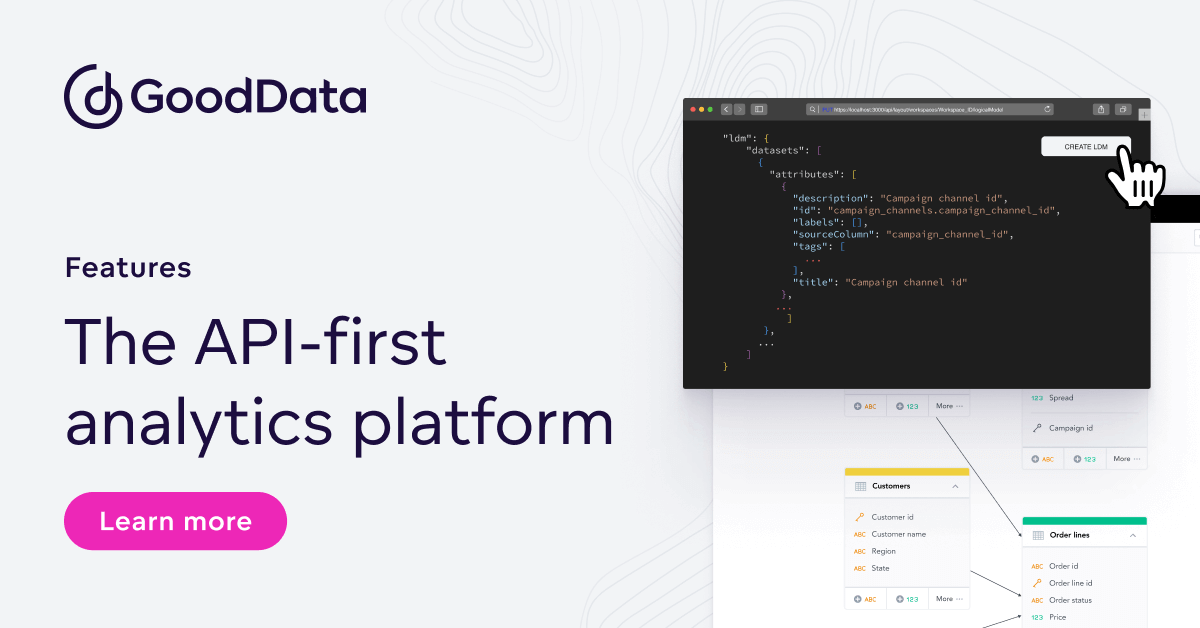 GoodData
Features
The API-first
analytics platform
Learn more
https://localhost:3000/api/layout/workspaces/Workspace_ID/logicalModel
CREATE LDM
"ldm": {
"datasets": [
{
"attributes": [
{
"description": "Campaign channel id",
"id": "campaign_channels.campaign_channel_id",
"labels": [],
"sourceColumn": "campaign_channel_id",
"tags": [
...
],
"title": "Campaign channel id"
},
...
]
},
...
]
}
ABC 123 More ...
123 Spread
Campaign id
ABC 123 More ...
Customers
Customer id
ABC Customer name
ABC Region
ABC State
ABC 123 More ...
Order lines
ABC Order id
Order line id
ABC Order status
123 Price